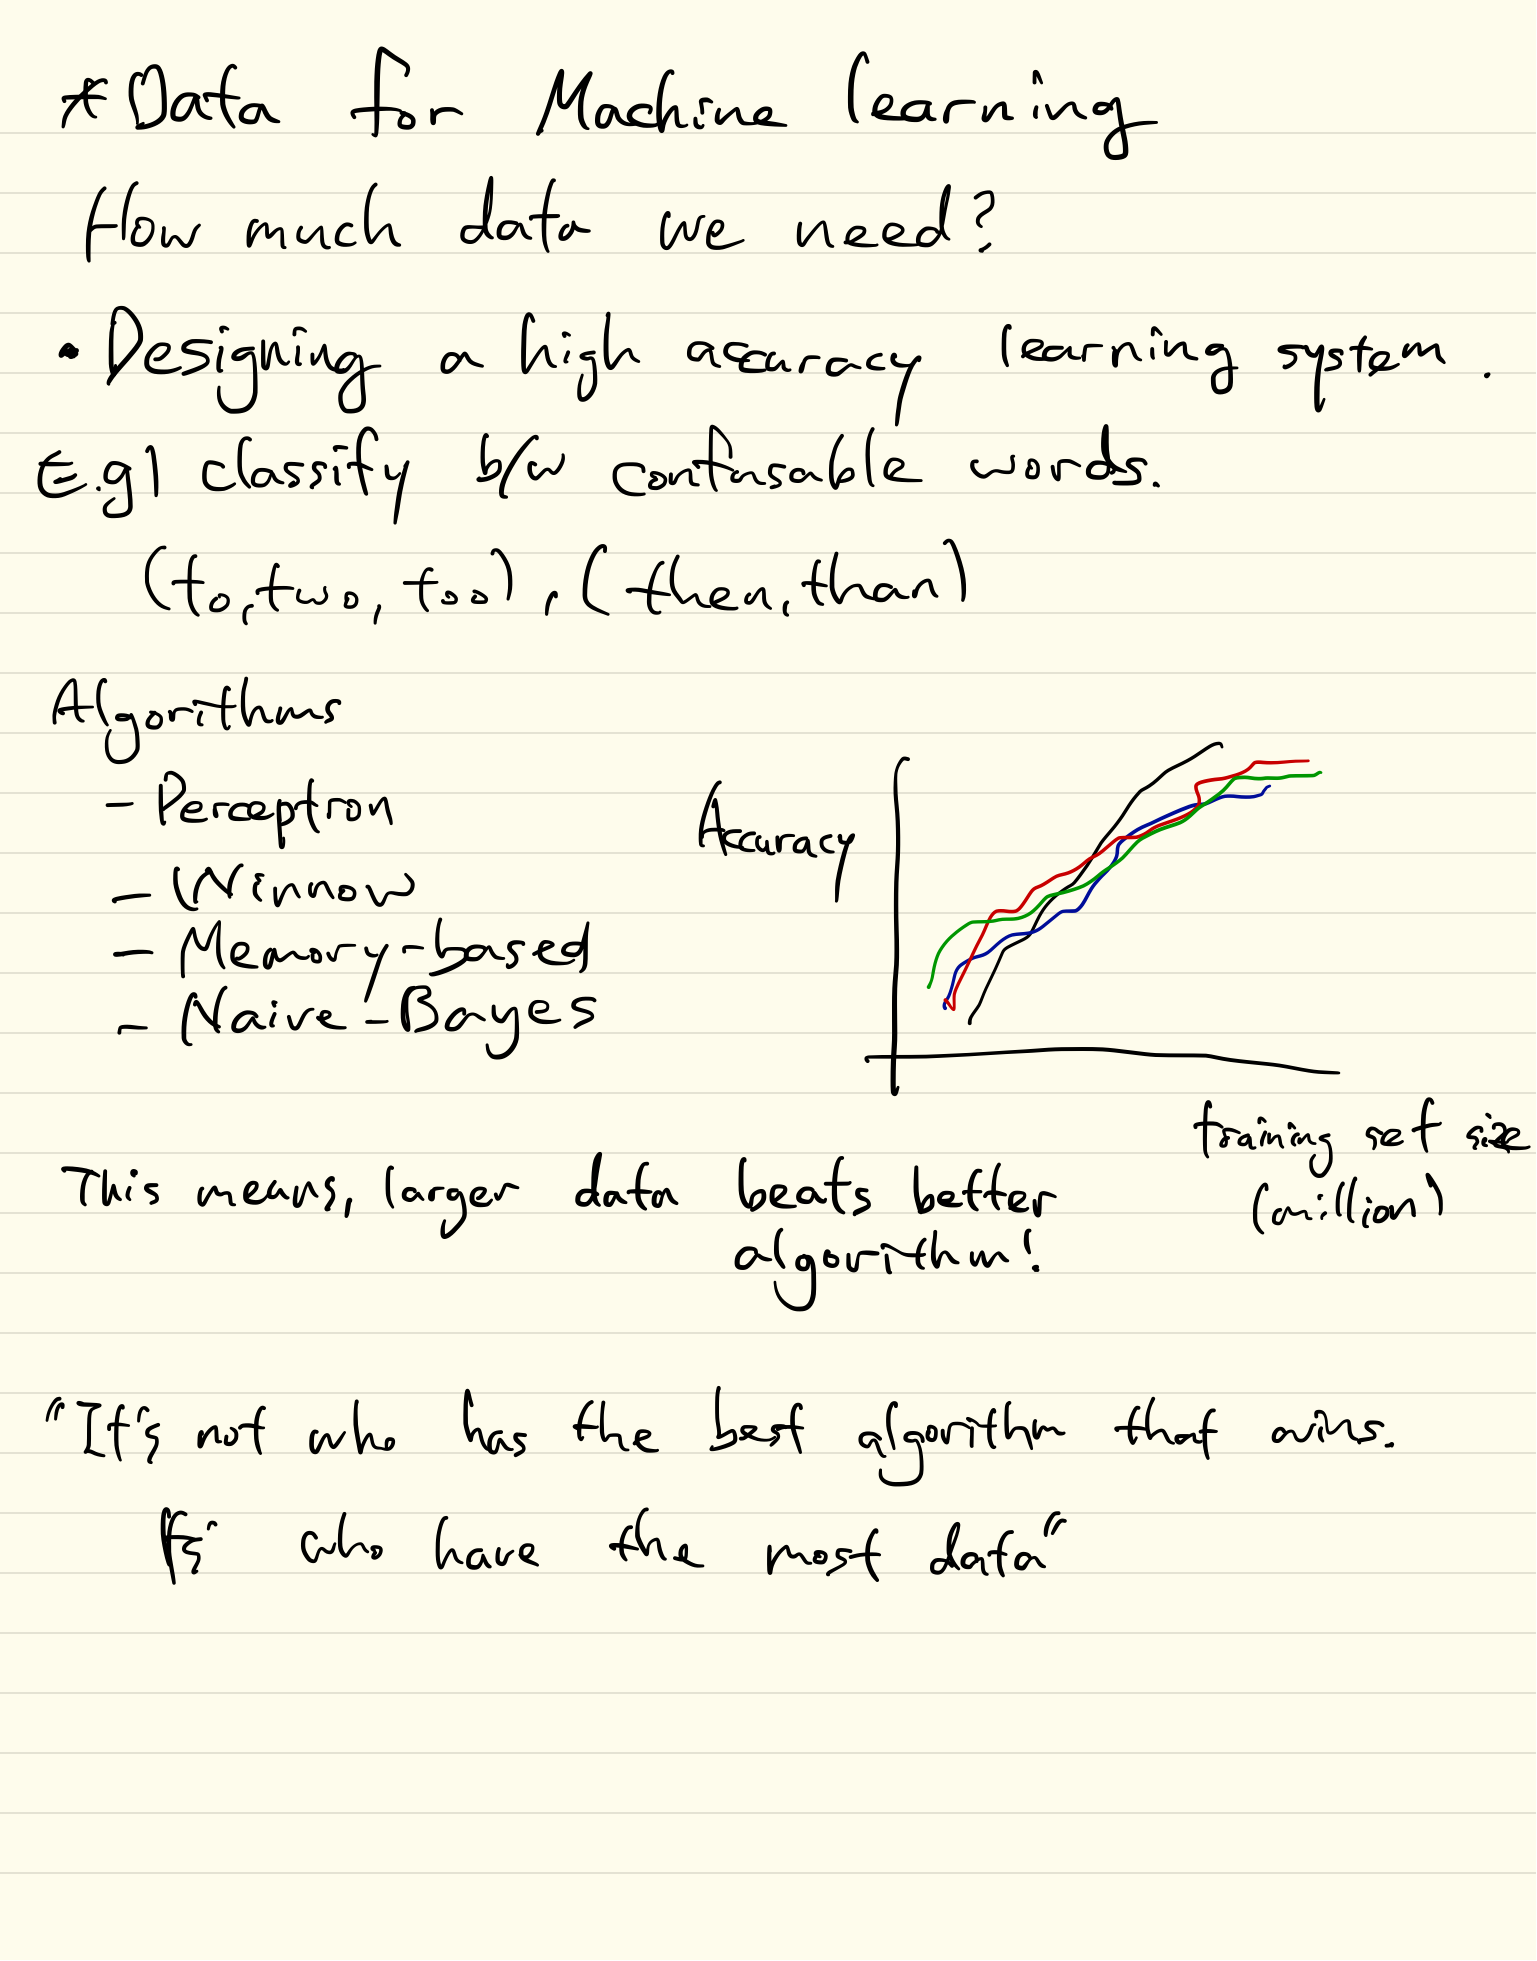 * Data for Machine learning
How much data we need?
• Designing a high accuracy learning system.
E.g) classify b/w confusable words.
(to, two, too), (then, than)
Algorithms
- Perceptron
- Winnow
- Memory-based
- Naive-Bayes
Accuracy
training set size
(million)
This means, larger data beats better
algorithm!
"It's not who has the best algorithm that wins.
It's who have the most data"